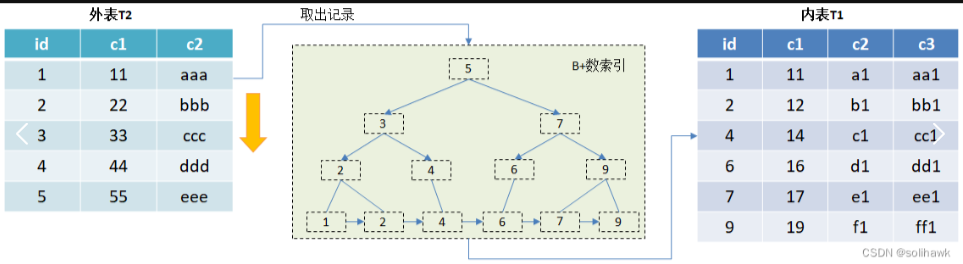 外表T2
id c1 c2
1 11 aaa
2 22 bbb
3 33 ccc
4 44 ddd
5 55 eee
取出记录
B+数索引
5
3 7
2 4 6 9
1 2 4 6 7 9
内表T1
id c1 c2 c3
1 11 a1 aa1
2 12 b1 bb1
4 14 c1 cc1
6 16 d1 dd1
7 17 e1 ee1
9 19 f1 ff1
CSDN @solihawk